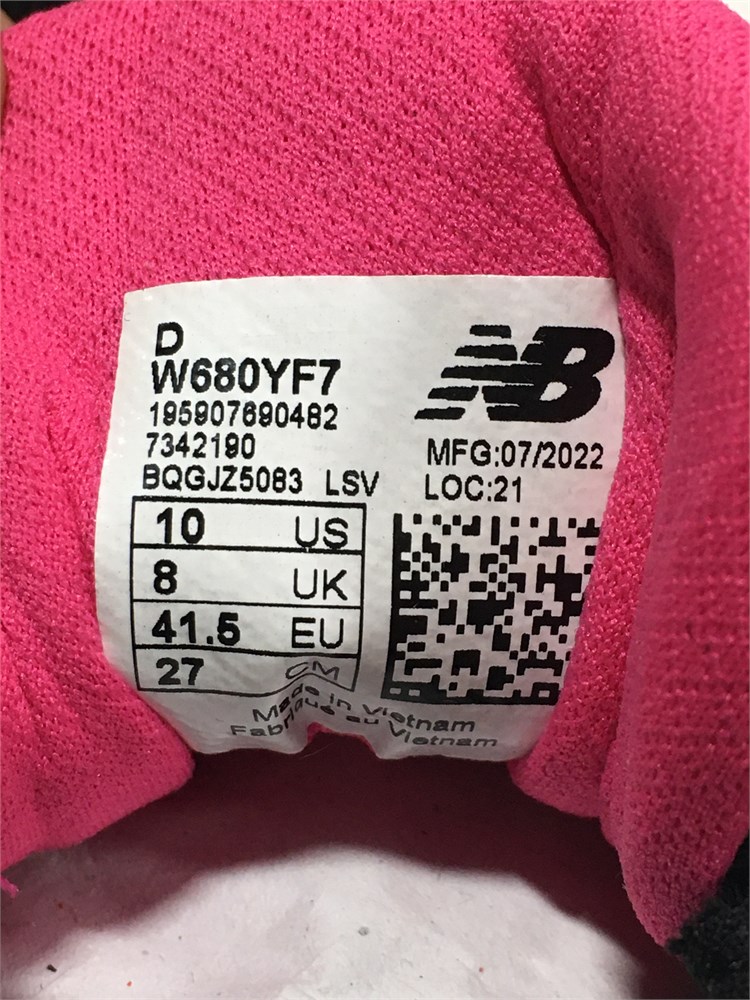 D
W680YF7
195907690482
7342190
BQGJZ5083 LSV
NB
MFG:07/2022
LOC:21
10 US
8 UK
41.5 EU
27 CM
Made in Vietnam
Fabriqué au Vietnam